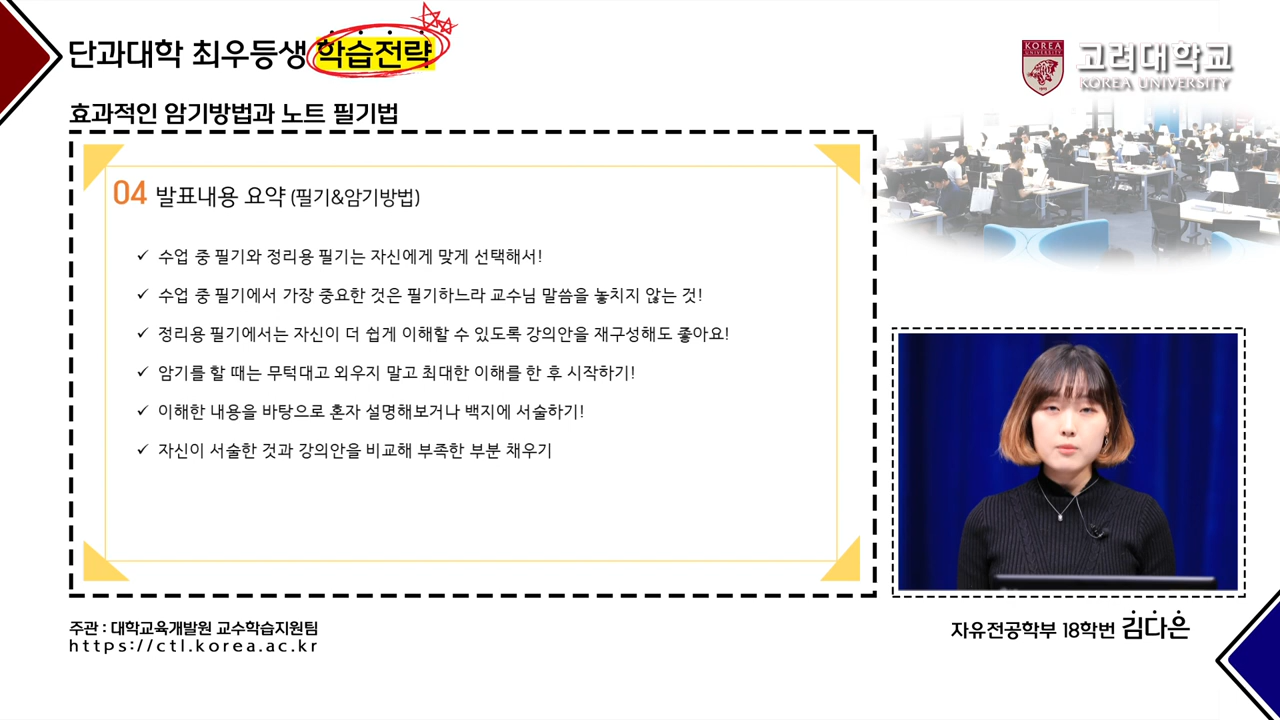 단과대학 최우등생 학습전략
KOREA
UNIVERSITY
고려대학교
KOREA UNIVERSITY
효과적인 암기방법과 노트 필기법
04 발표내용 요약 (필기&암기방법)
✓ 수업 중 필기와 정리용 필기는 자신에게 맞게 선택해서!
✓ 수업 중 필기에서 가장 중요한 것은 필기하느라 교수님 말씀을 놓치지 않는 것!
✓ 정리용 필기에서는 자신이 더 쉽게 이해할 수 있도록 강의안을 재구성해도 좋아요!
✓ 암기를 할 때는 무턱대고 외우지 말고 최대한 이해를 한 후 시작하기!
✓ 이해한 내용을 바탕으로 혼자 설명해보거나 백지에 서술하기!
✓ 자신이 서술한 것과 강의안을 비교해 부족한 부분 채우기
주관 : 대학교육개발원 교수학습지원팀
https://ctl.korea.ac.kr
자유전공학부 18학번 김다은